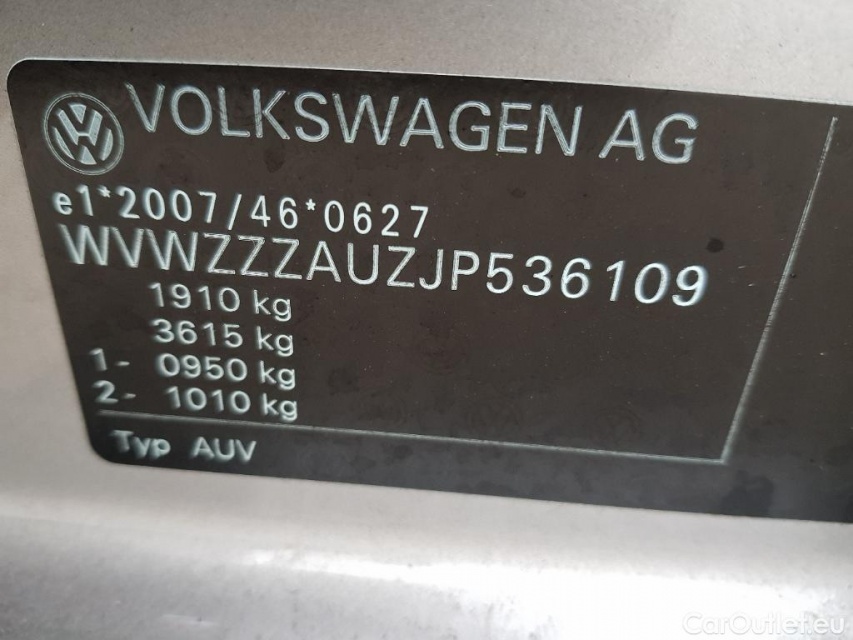 VOLKSWAGEN AG
e1*2007/46*0627
WVWZZZAUZJP536109
1910 kg
3615 kg
1- 0950 kg
2- 1010 kg
Typ AUV
CarOutlet.eu